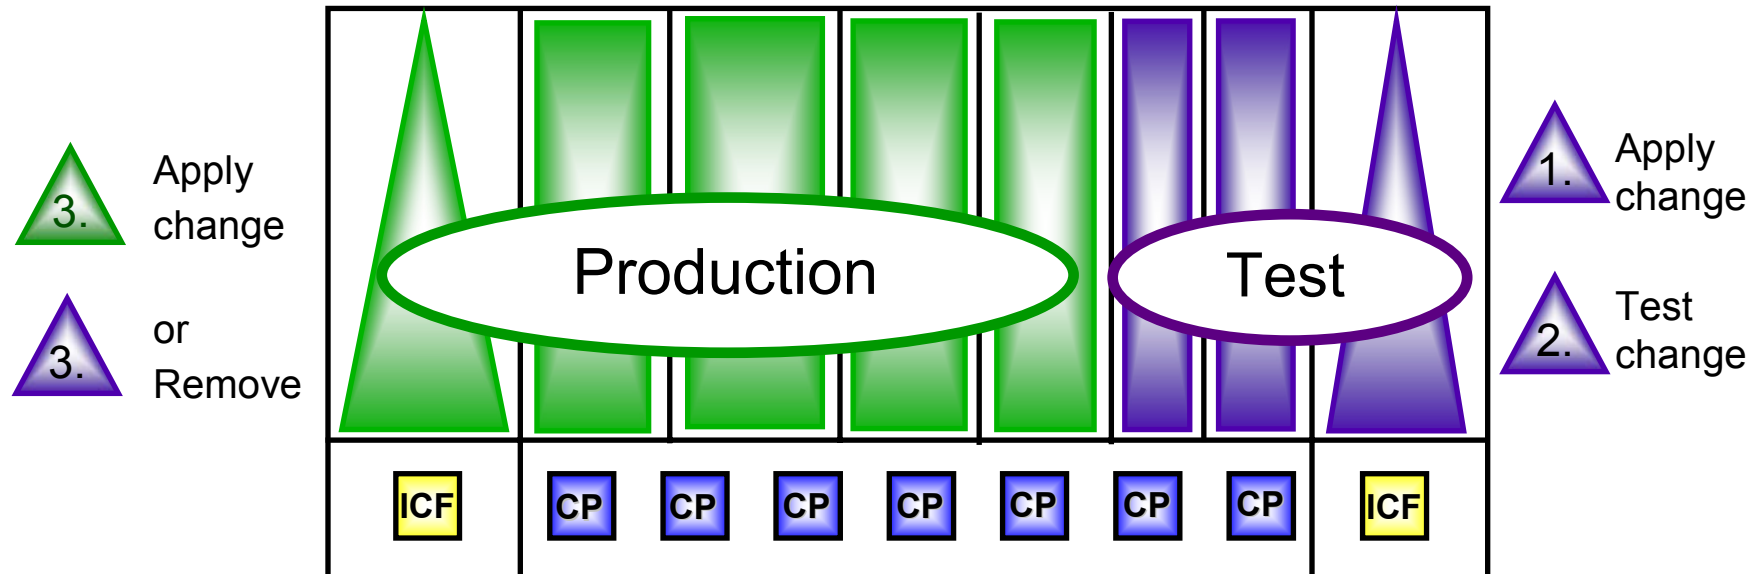 3.
Apply
change
3.
or
Remove
Production
Test
1.
Apply
change
2.
Test
change
ICF
CP
CP
CP
CP
CP
CP
CP
ICF